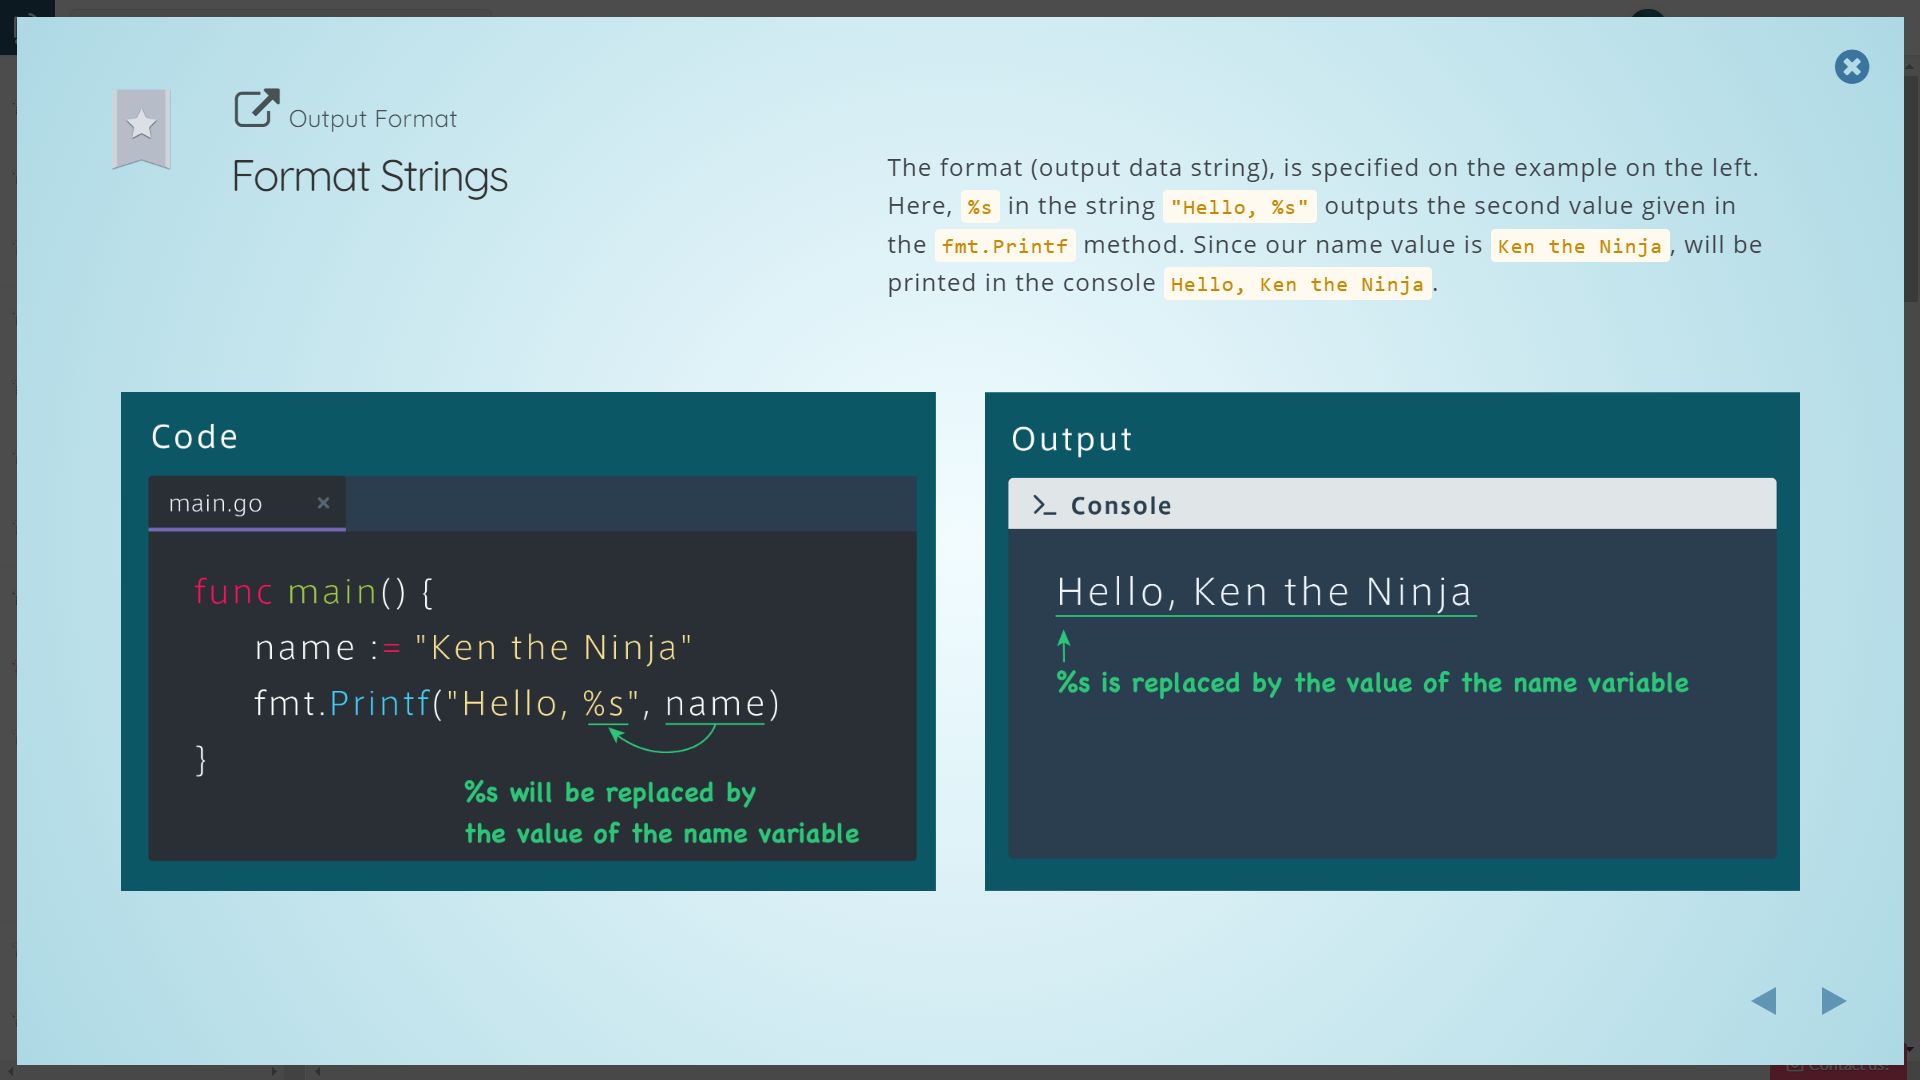 Output Format
Format Strings
The format (output data string), is specified on the example on the left.
Here, %s in the string "Hello, %s" outputs the second value given in
the fmt.Printf method. Since our name value is Ken the Ninja, will be
printed in the console Hello, Ken the Ninja.
Code
main.go
func main() {
name := "Ken the Ninja"
fmt.Printf("Hello, %s", name)
}
%s will be replaced by
the value of the name variable
Output
Console
Hello, Ken the Ninja
%s is replaced by the value of the name variable
Contact us!